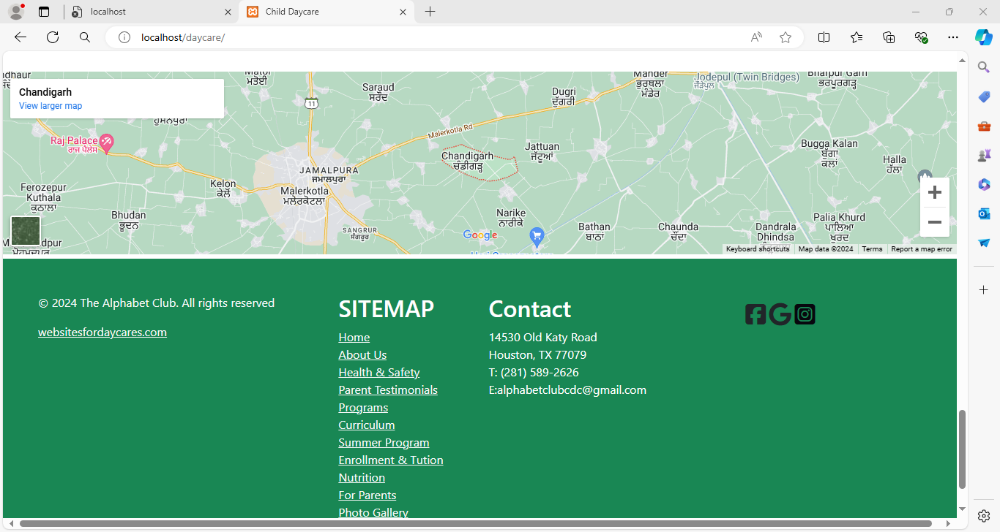 localhost
Child Daycare
localhost/daycare/
Chandigarh
View larger map
Saraud
ਸਰੌਦ
Dugri
ਦੁੱਗਰੀ
Mander
ਭੁਰਥਲਾ
ਮੰਡੇਰ
Jodepul (Twin Bridges)
ਜੌੜੇਪੁਲ
Bharpur Garh
ਭਰਪੂਰਗੜ੍ਹ
11
Malerkotla Rd
Raj Palace
ਰਾਜ ਪੈਲੇਸ
Jattuan
ਜੱਟੂਆਂ
Chandigarh
ਚੰਡੀਗੜ੍ਹ
Bugga Kalan
ਬੁੱਗਾ
ਕਲਾਂ
Halla
ਹੱਲਾ
JAMALPURA
ਜਮਾਲਪੁਰਾ
Malerkotla
ਮਲੇਰਕੋਟਲਾ
Kelon
ਕੇਲੋਂ
Ferozepur
Kuthala
ਕੁਠਾਲਾ
Bhudan
ਭੂਦਨ
Narike
ਨਾਰੀਕੇ
SANGRUR
ਸੰਗਰੂਰ
Google
Bathan
ਬਾਠਾਂ
Chaunda
ਚੌਂਦਾ
Dandrala
Dhindsa
Palia Khurd
ਪਾਲਿਆ
ਖੁਰਦ
Keyboard shortcuts
Map data ©2024
Terms
Report a map error
© 2024 The Alphabet Club. All rights reserved
websitesfordaycares.com
SITEMAP
Home
About Us
Health & Safety
Parent Testimonials
Programs
Curriculum
Summer Program
Enrollment & Tution
Nutrition
For Parents
Photo Gallery
Contact
14530 Old Katy Road
Houston, TX 77079
T: (281) 589-2626
E:alphabetclubcdc@gmail.com